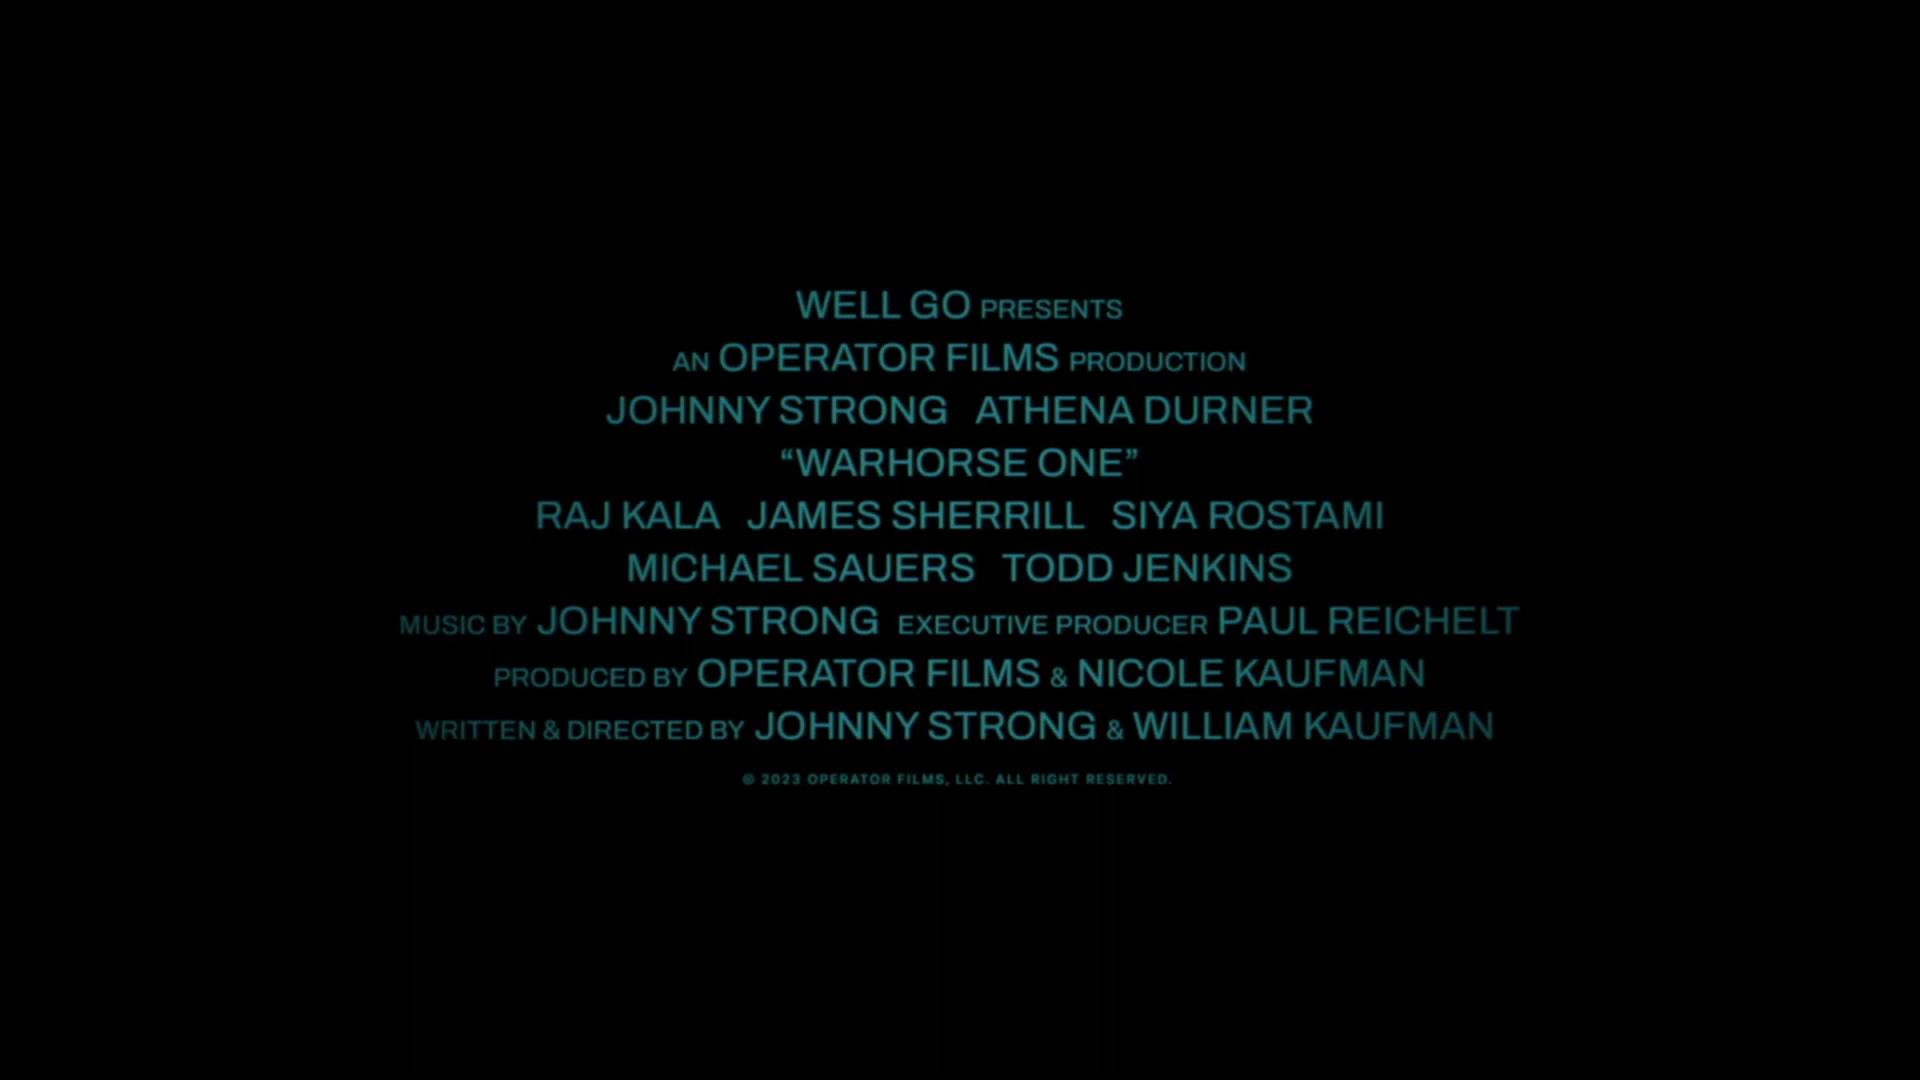 WELL GO PRESENTS
AN OPERATOR FILMS PRODUCTION
JOHNNY STRONG ATHENA DURNER
“WARHORSE ONE”
RAJ KALA JAMES SHERRILL SIYA ROSTAMI
MICHAEL SAUERS TODD JENKINS
MUSIC BY JOHNNY STRONG EXECUTIVE PRODUCER PAUL REICHELT
PRODUCED BY OPERATOR FILMS & NICOLE KAUFMAN
WRITTEN & DIRECTED BY JOHNNY STRONG & WILLIAM KAUFMAN
© 2023 OPERATOR FILMS, LLC. ALL RIGHT RESERVED.